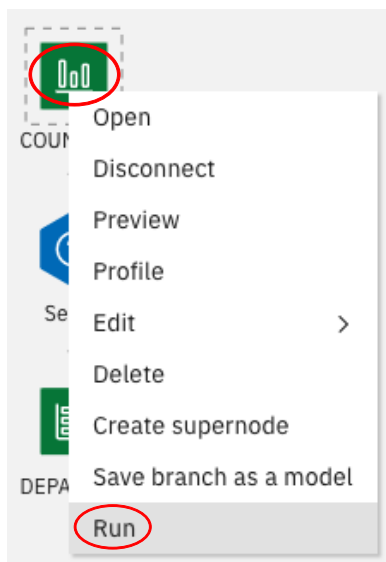 COUN
Open
Disconnect
Preview
Profile
Se
Edit
Delete
Create supernode
DEPA
Save branch as a model
Run